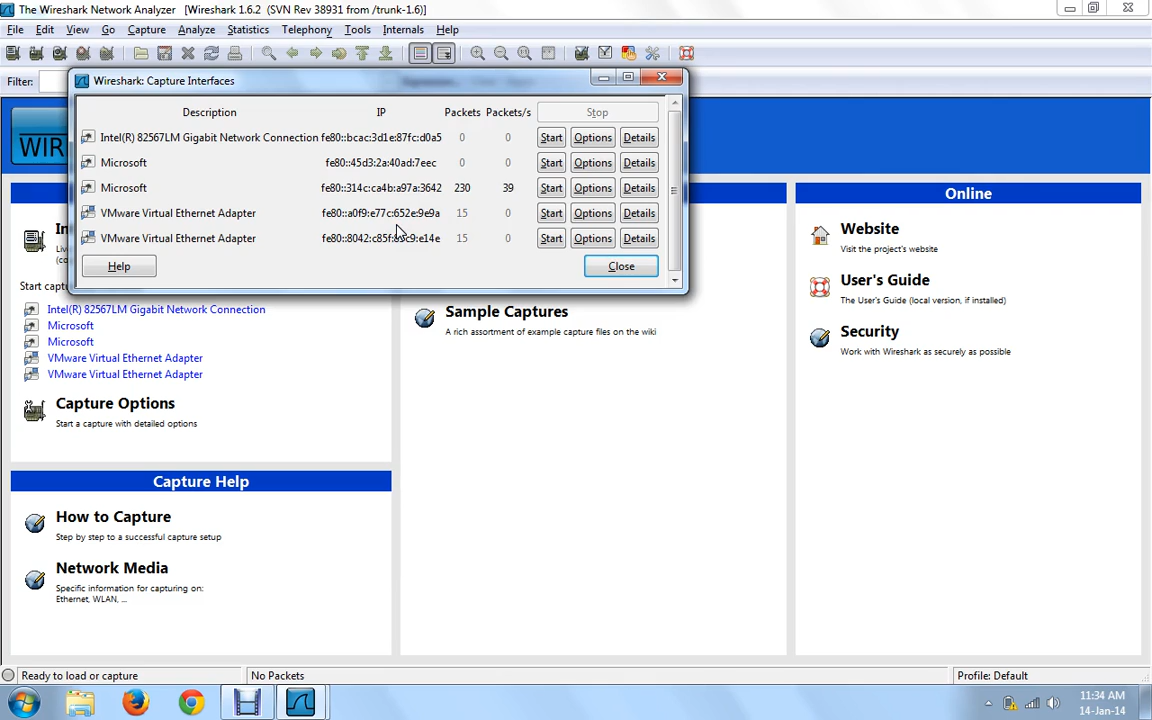 The Wireshark Network Analyzer [Wireshark 1.6.2 (SVN Rev 38931 from /trunk-1.6)]
File Edit View Go Capture Analyze Statistics Telephony Tools Internals Help
Filter:
Wireshark: Capture Interfaces
Description IP Packets Packets/s Stop
Intel(R) 82567LM Gigabit Network Connection fe80::bcac:3d1e:87fc:d0a5 0 0 Start Options Details
Microsoft fe80::45d3:2a:40ad:7eec 0 0 Start Options Details
Microsoft fe80::314c:ca4b:a97a:3642 230 39 Start Options Details
VMware Virtual Ethernet Adapter fe80::a0f9:e77c:652e:9e9a 15 0 Start Options Details
VMware Virtual Ethernet Adapter 15 0 Start Options Details
Help Close
WIR
In
Start capt
Intel(R) 82567LM Gigabit Network Connection
Microsoft
Microsoft
VMware Virtual Ethernet Adapter
VMware Virtual Ethernet Adapter
Capture Options
Start a capture with detailed options
Capture Help
How to Capture
Step by step to a successful capture setup
Network Media
Specific information for capturing on:
Ethernet, WLAN, ...
Sample Captures
A rich assortment of example capture files on the wiki
Online
Website
Visit the project's website
User's Guide
The User's Guide (local version, if installed)
Security
Work with Wireshark as securely as possible
Ready to load or capture No Packets Profile: Default
11:34 AM
14-Jan-14